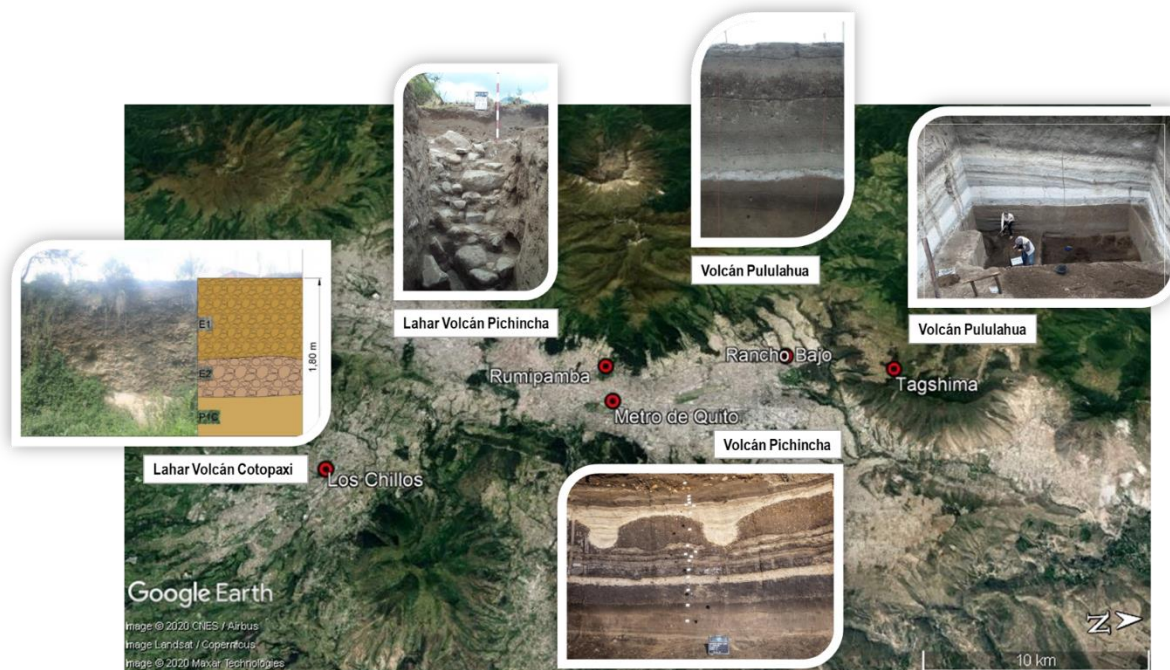 Volcán Pululahua
Lahar Volcán Pichincha
Volcán Pululahua
E1
E2
1,80 m
Rancho Bajo
Rumipamba
Tagshima
Metro de Quito
Volcán Pichincha
Lahar Volcán Cotopaxi
Los Chillos
Google Earth
Image © 2020 CNES / Airbus
Image Landsat / Copernicus
Image © 2020 Maxar Technologies
N
10 km